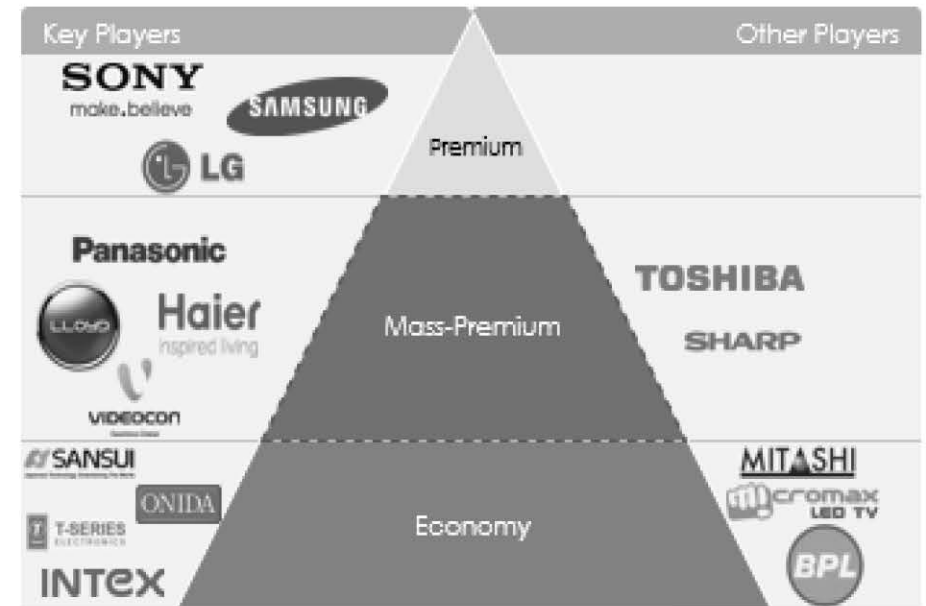 Key Players
Other Players
SONY
make.believe
SAMSUNG
LG
Premium
Panasonic
LLOYD
Haier
inspired living
VIDEOCON
Mass-Premium
TOSHIBA
SHARP
SANSUI
ONIDA
T-SERIES
ELECTRONICS
INTEX
Economy
MITASHI
micromax
LED TV
BPL